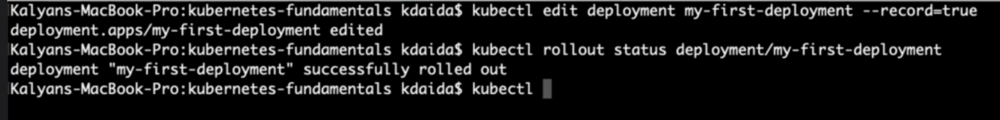 Kalyans-MacBook-Pro:kubernetes-fundamentals kdaida$ kubectl edit deployment my-first-deployment --record=true
deployment.apps/my-first-deployment edited
Kalyans-MacBook-Pro:kubernetes-fundamentals kdaida$ kubectl rollout status deployment/my-first-deployment
deployment "my-first-deployment" successfully rolled out
Kalyans-MacBook-Pro:kubernetes-fundamentals kdaida$ kubectl